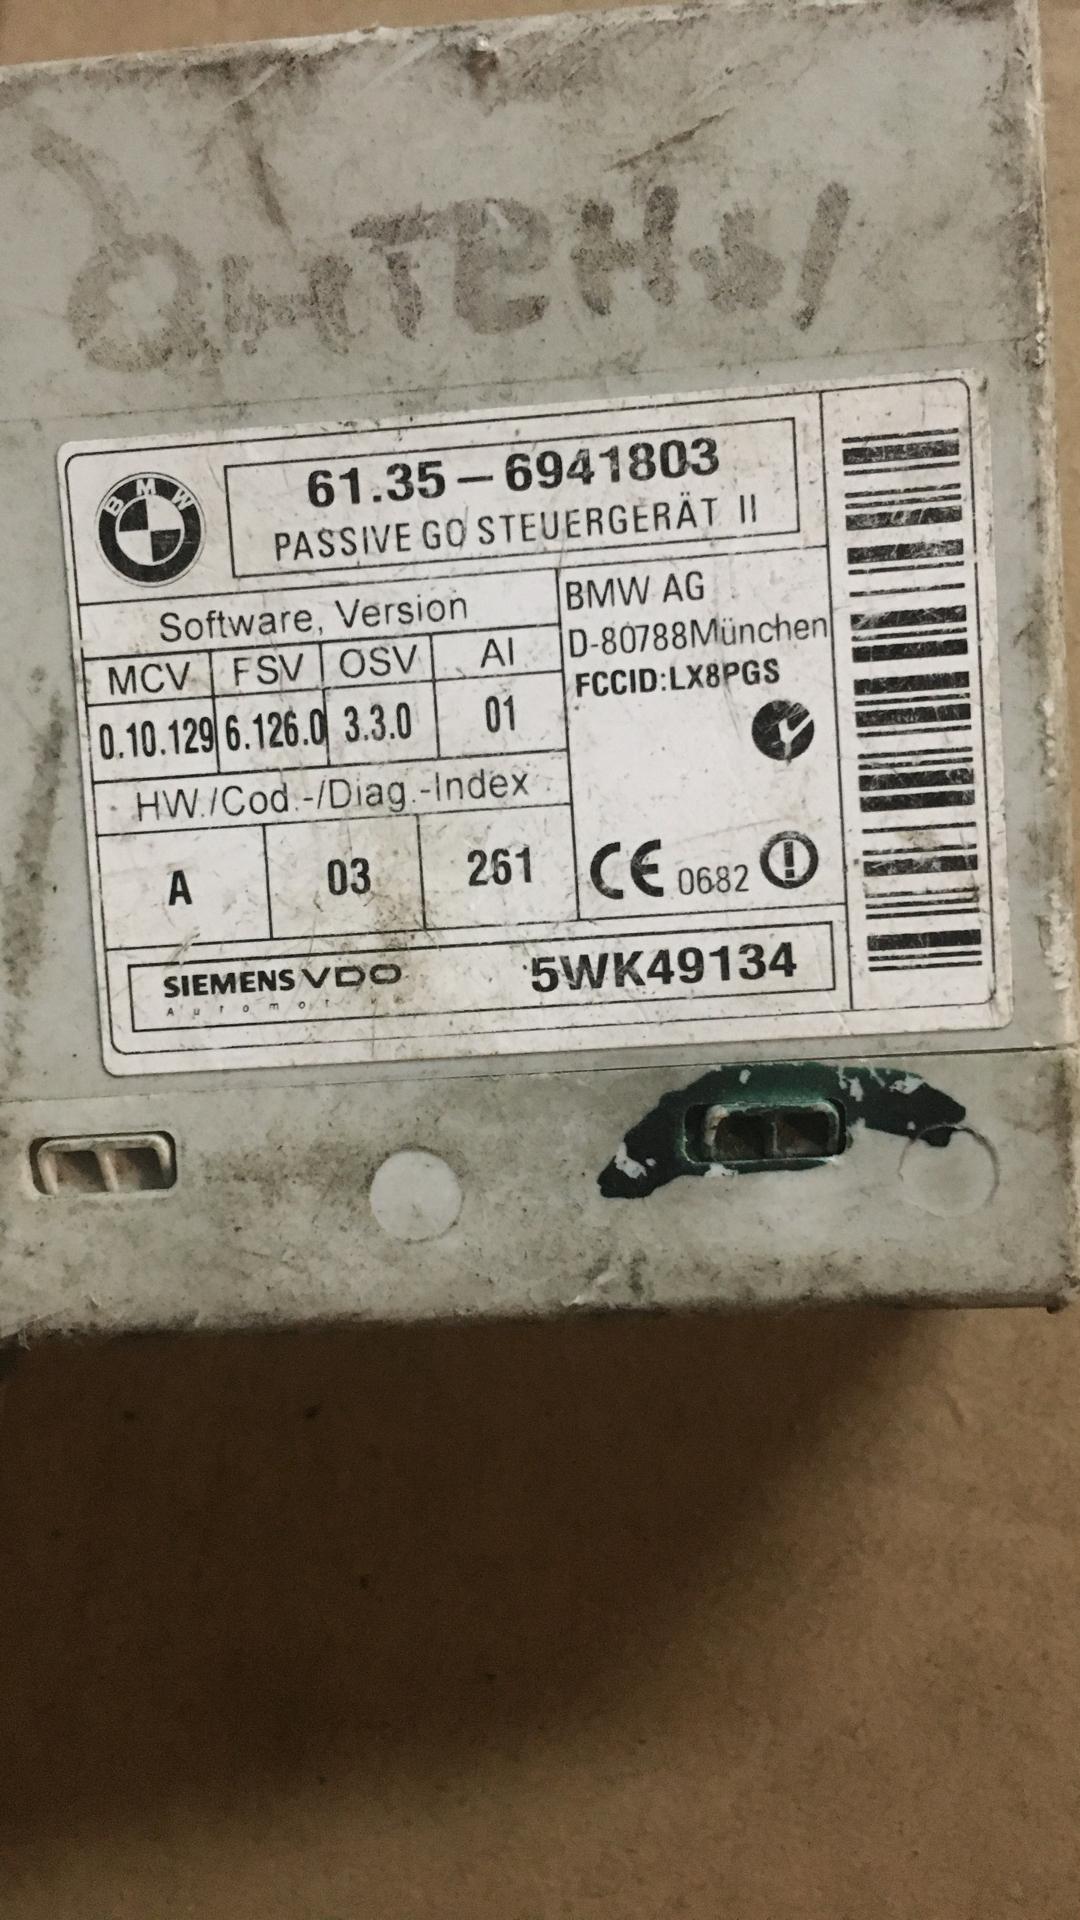 BMW
61.35-6941803
PASSIVE GO STEUERGERÄT II
Software, Version
MCV FSV OSV AI
0.10.129 6.126.0 3.3.0 01
HW./Cod.-/Diag.-Index
A 03 261
BMW AG
D-80788München
FCCID:LX8PGS
CE 0682
SIEMENS VDO
Automotive
5WK49134